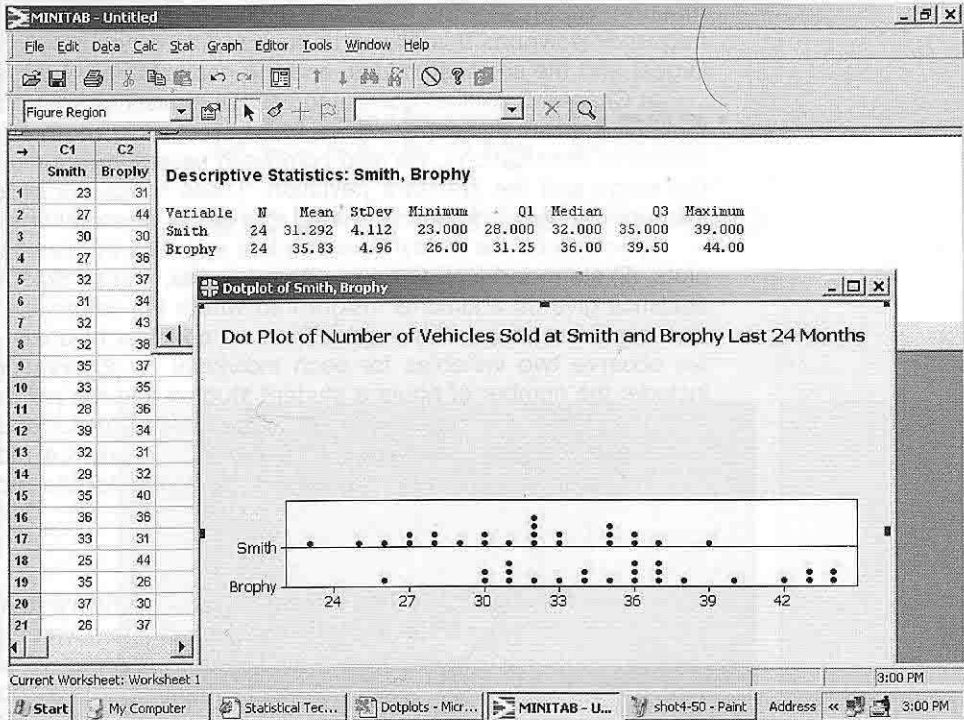 MINITAB - Untitled
File Edit Data Calc Stat Graph Editor Tools Window Help
Figure Region
C1 C2
Smith Brophy
1 23 31
2 27 44
3 30 30
4 27 36
5 32 37
6 31 34
7 32 43
8 32 38
9 35 37
10 33 35
11 28 36
12 39 34
13 32 31
14 29 32
15 35 40
16 36 36
17 33 31
18 25 44
19 35 26
20 37 30
21 26 37
Descriptive Statistics: Smith, Brophy
Variable N Mean StDev Minimum Q1 Median Q3 Maximum
Smith 24 31.292 4.112 23.000 28.000 32.000 35.000 39.000
Brophy 24 35.83 4.96 26.00 31.25 36.00 39.50 44.00
Dotplot of Smith, Brophy
Dot Plot of Number of Vehicles Sold at Smith and Brophy Last 24 Months
Smith
Brophy
24 27 30 33 36 39 42
Current Worksheet: Worksheet 1
3:00 PM
Start My Computer Statistical Tec... Dotplots - Micr... MINITAB - U... shot4-50 - Paint Address « 3:00 PM